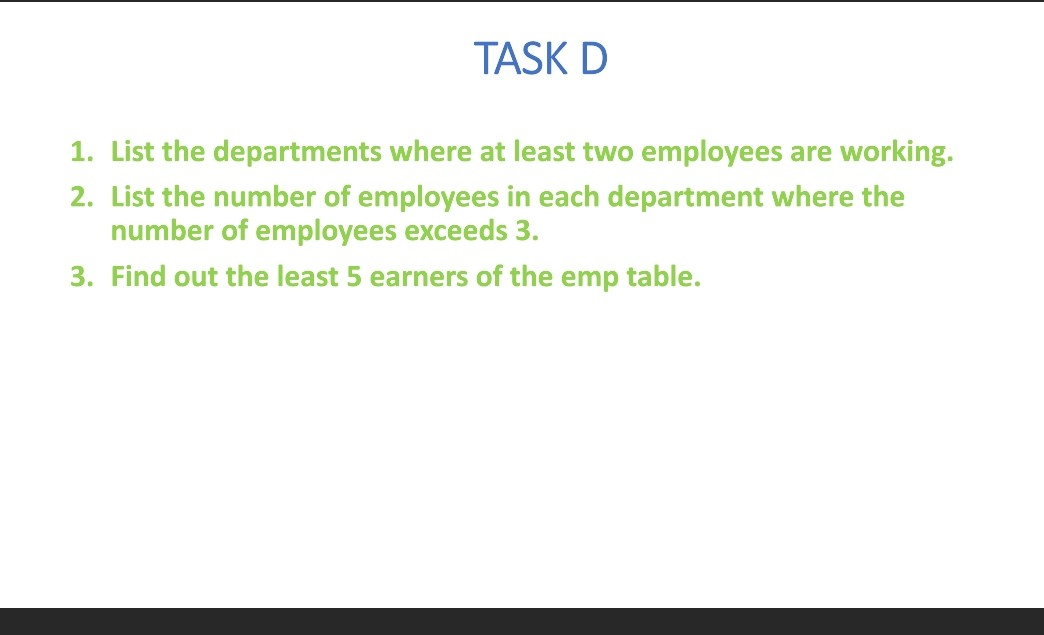 TASK D
1. List the departments where at least two employees are working.
2. List the number of employees in each department where the
number of employees exceeds 3.
3. Find out the least 5 earners of the emp table.